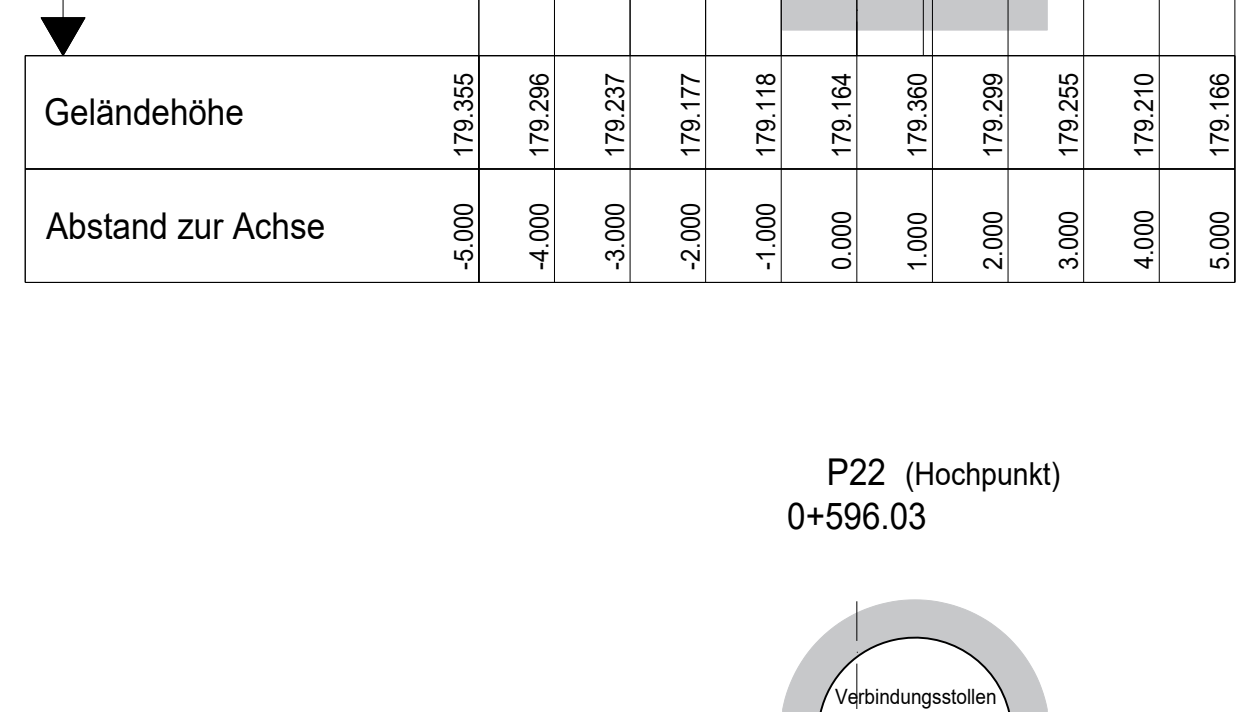 Geländehöhe 179.355 179.296 179.237 179.177 179.118 179.164 179.360 179.299 179.255 179.210 179.166
Abstand zur Achse -5.000 -4.000 -3.000 -2.000 -1.000 0.000 1.000 2.000 3.000 4.000 5.000
P22 (Hochpunkt)
0+596.03
Verbindungsstollen